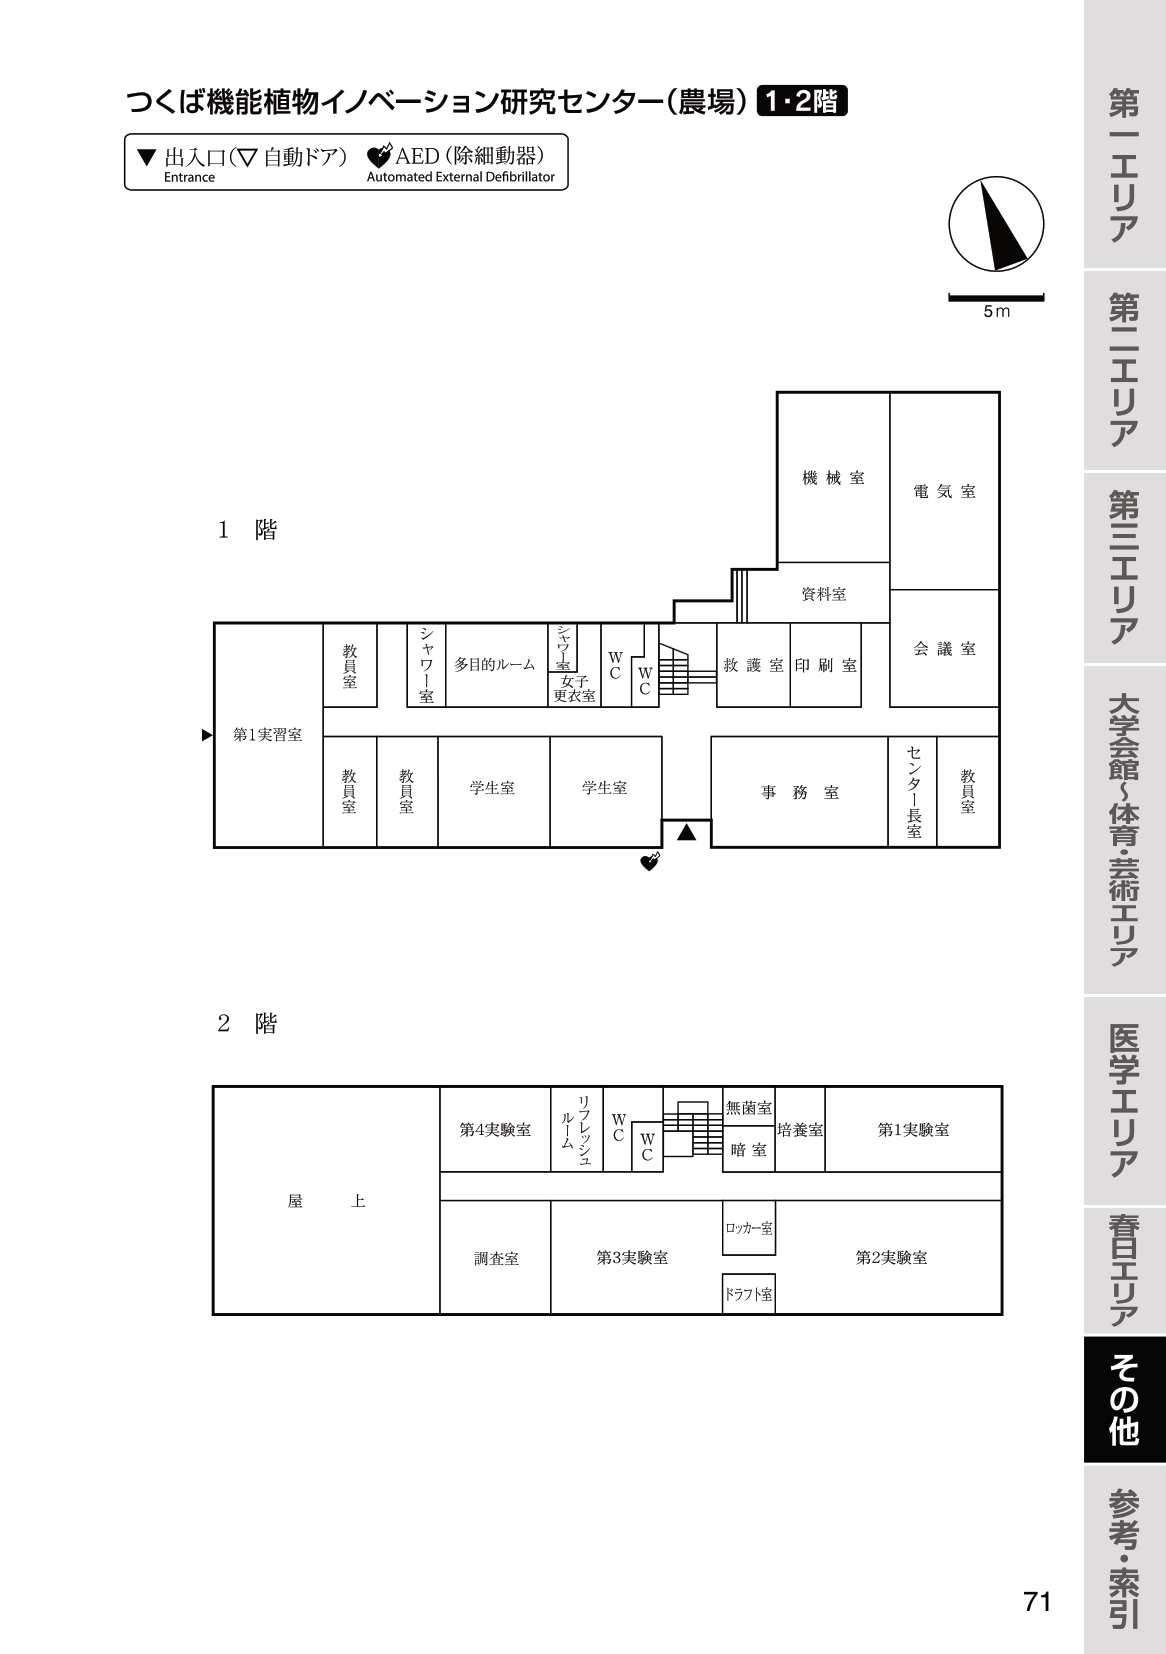 つくば機能植物イノベーション研究センター(農場) 1・2階
▼ 出入口(▽ 自動ドア) AED(除細動器)
Entrance Automated External Defibrillator
5m
1 階
機 械 室
電 気 室
資料室
会 議 室
教員室
シャワー室
多目的ルーム
シャワー室
女子
更衣室
WC
WC
救 護 室
印 刷 室
第1実習室
教員室
教員室
学生室
学生室
事 務 室
センター長室
教員室
2 階
第4実験室
リフレッシュ
ルーム
WC
WC
無菌室
暗 室
培養室
第1実験室
屋 上
調査室
第3実験室
ロッカー室
ドラフト室
第2実験室
第一エリア
第二エリア
第三エリア
大学会館~体育・芸術エリア
医学エリア
春日エリア
その他
参考・索引
71